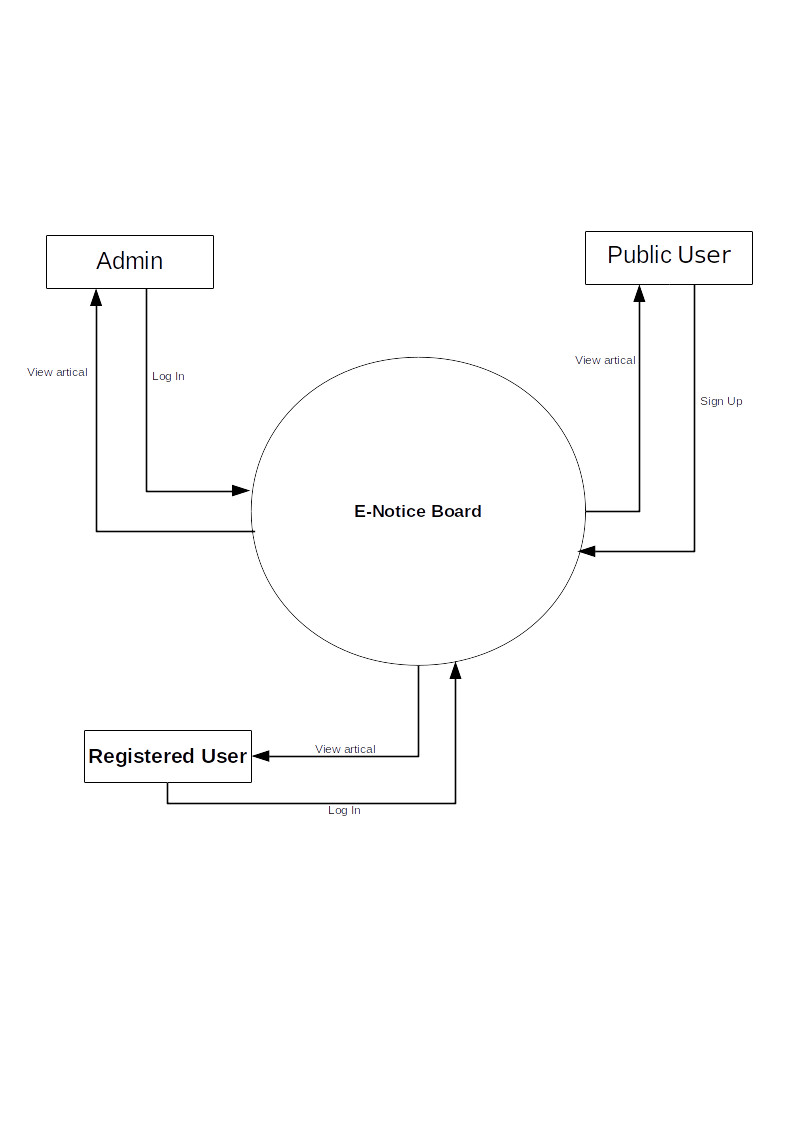 Admin
Public User
View artical
Log In
View artical
Sign Up
E-Notice Board
Registered User
View artical
Log In